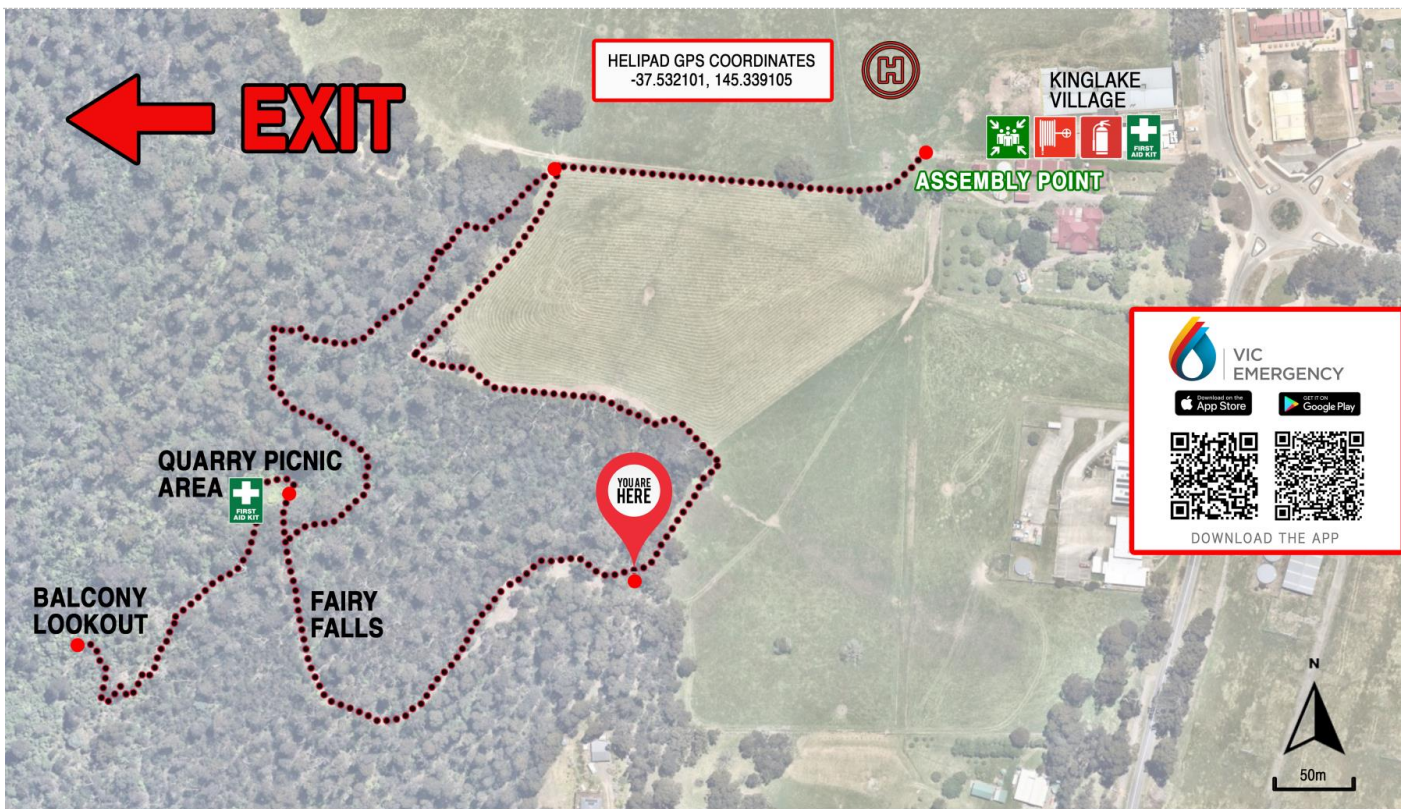 EXIT
HELIPAD GPS COORDINATES
-37.532101, 145.339105
H
KINGLAKE
VILLAGE
FIRST
AID KIT
ASSEMBLY POINT
VIC
EMERGENCY
Download on the
App Store
GET IT ON
Google Play
DOWNLOAD THE APP
QUARRY PICNIC
AREA
FIRST
AID KIT
YOU ARE
HERE
BALCONY
LOOKOUT
FAIRY
FALLS
N
50m